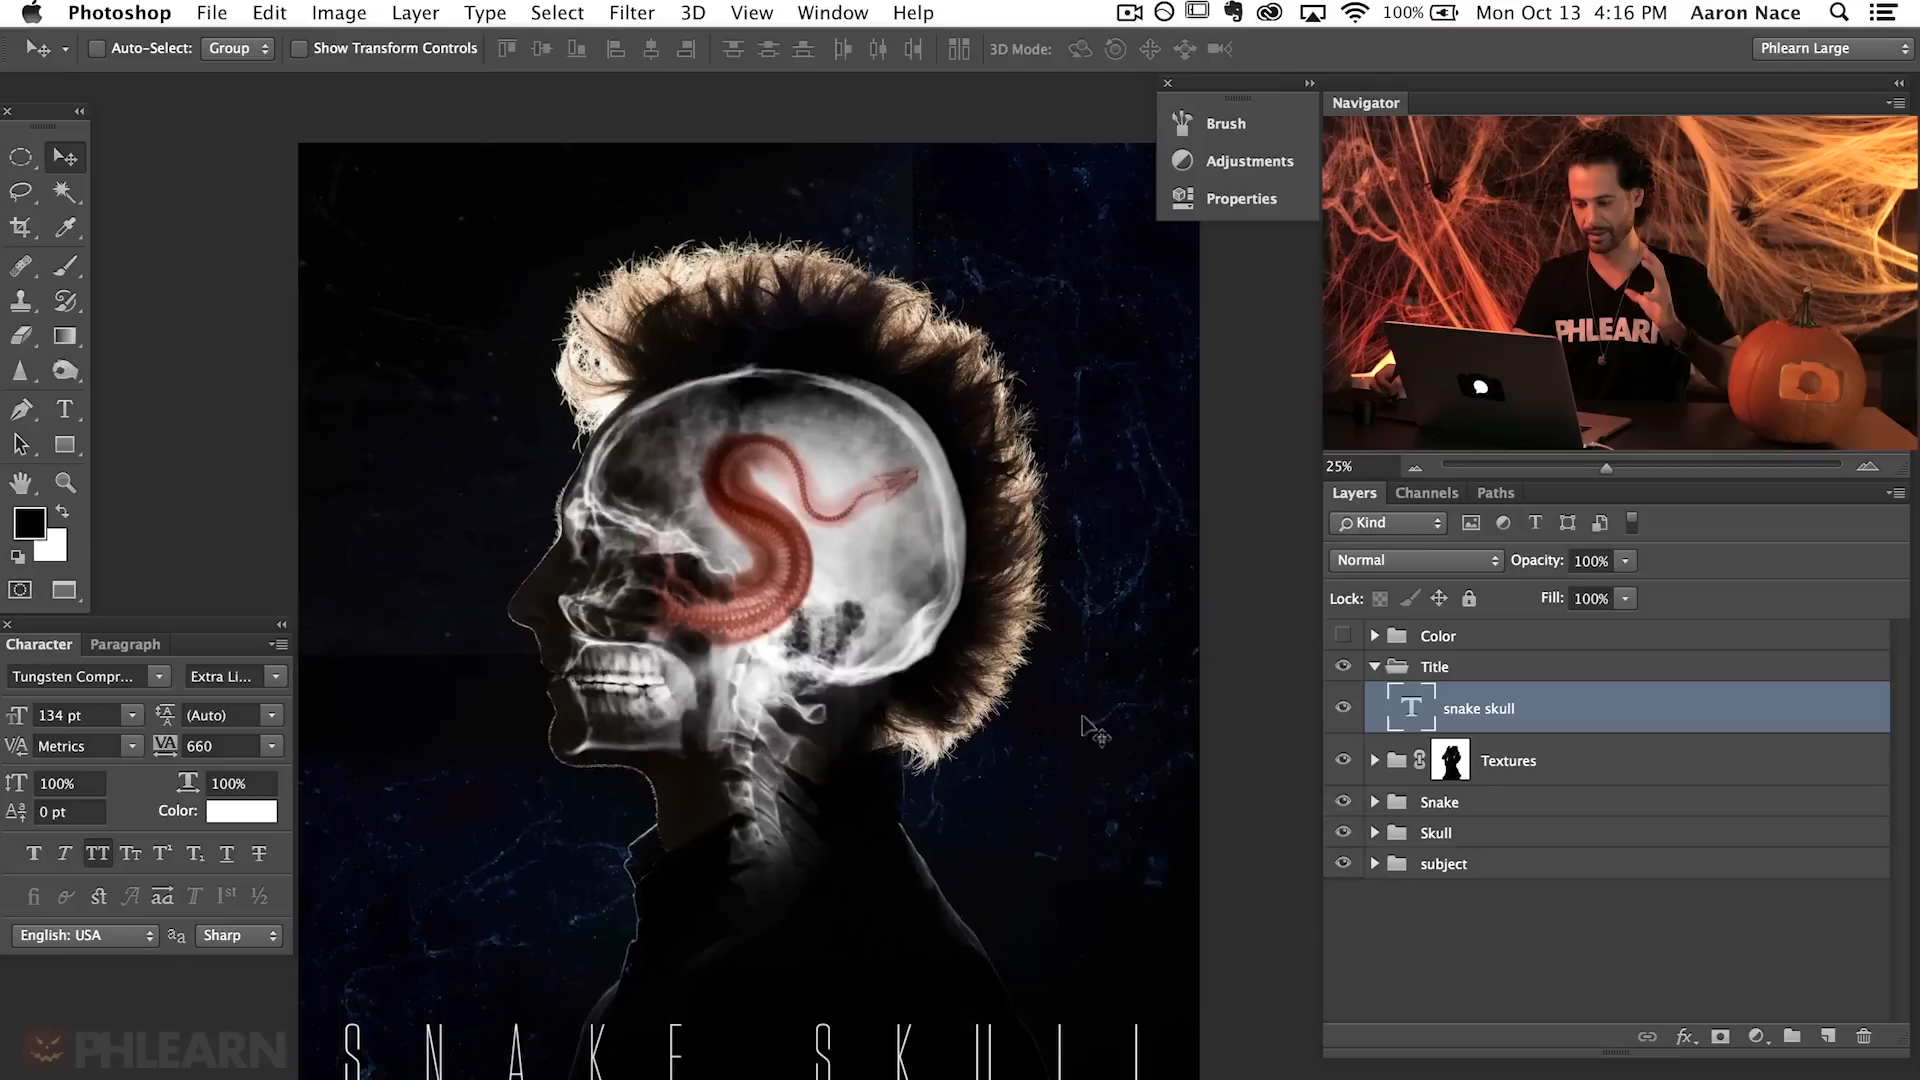 Photoshop File Edit Image Layer Type Select Filter 3D View Window Help 100% Mon Oct 13 4:16 PM Aaron Nace
Auto-Select: Group Show Transform Controls 3D Mode: Phlearn Large
Navigator
Brush
Adjustments
Properties
PHLEARN
25%
Layers Channels Paths
Kind
Normal Opacity: 100%
Lock: Fill: 100%
Color
Title
snake skull
Textures
Snake
Skull
subject
Character Paragraph
Tungsten Compr... Extra Li...
134 pt (Auto)
Metrics 660
100% 100%
0 pt Color:
English: USA Sharp
SNAKE SKULL
PHLEARN